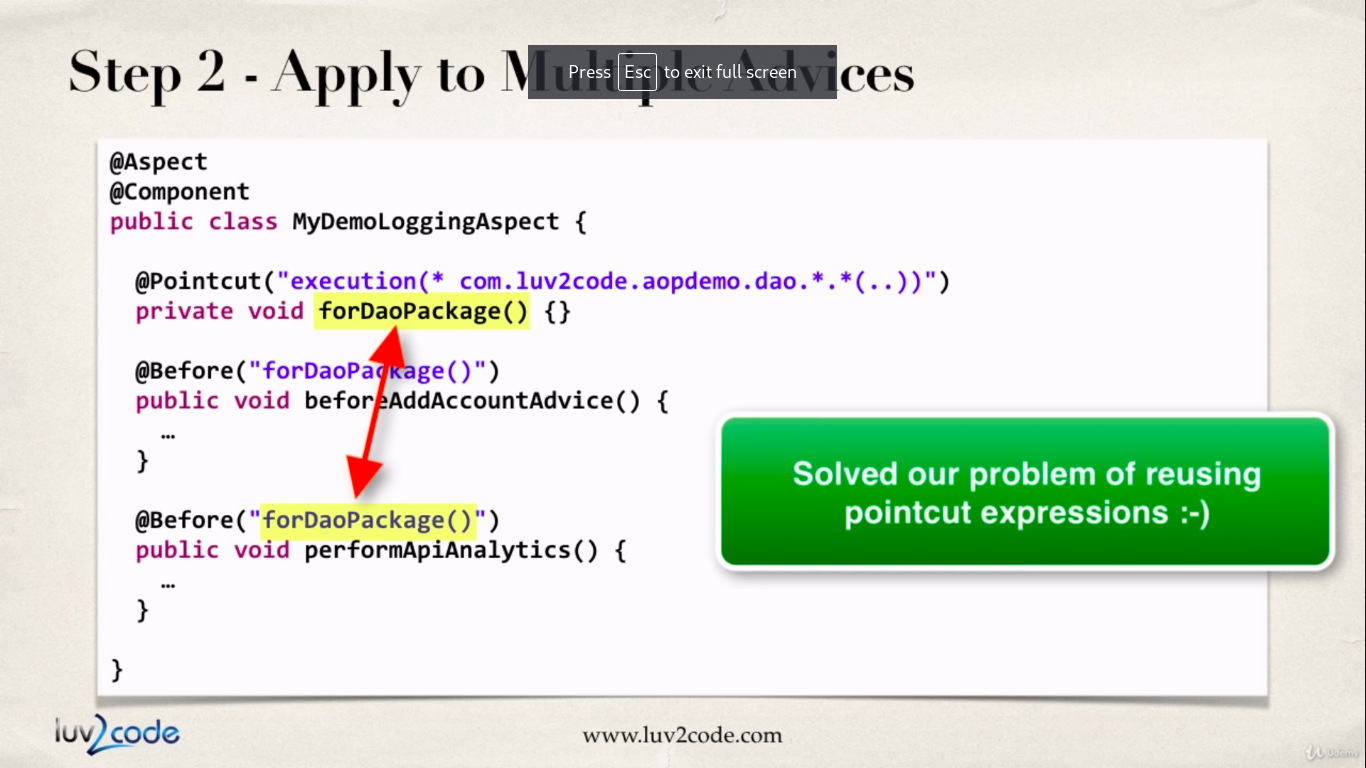 Step 2 - Apply to Multiple Advices
Press Esc to exit full screen
@Aspect
@Component
public class MyDemoLoggingAspect {
@Pointcut("execution(* com.luv2code.aopdemo.dao.*.*(..))")
private void forDaoPackage() {}
@Before("forDaoPackage()")
public void beforeAddAccountAdvice() {
…
}
@Before("forDaoPackage()")
public void performApiAnalytics() {
…
}
}
Solved our problem of reusing
pointcut expressions :-)
luv2code
www.luv2code.com
Udemy